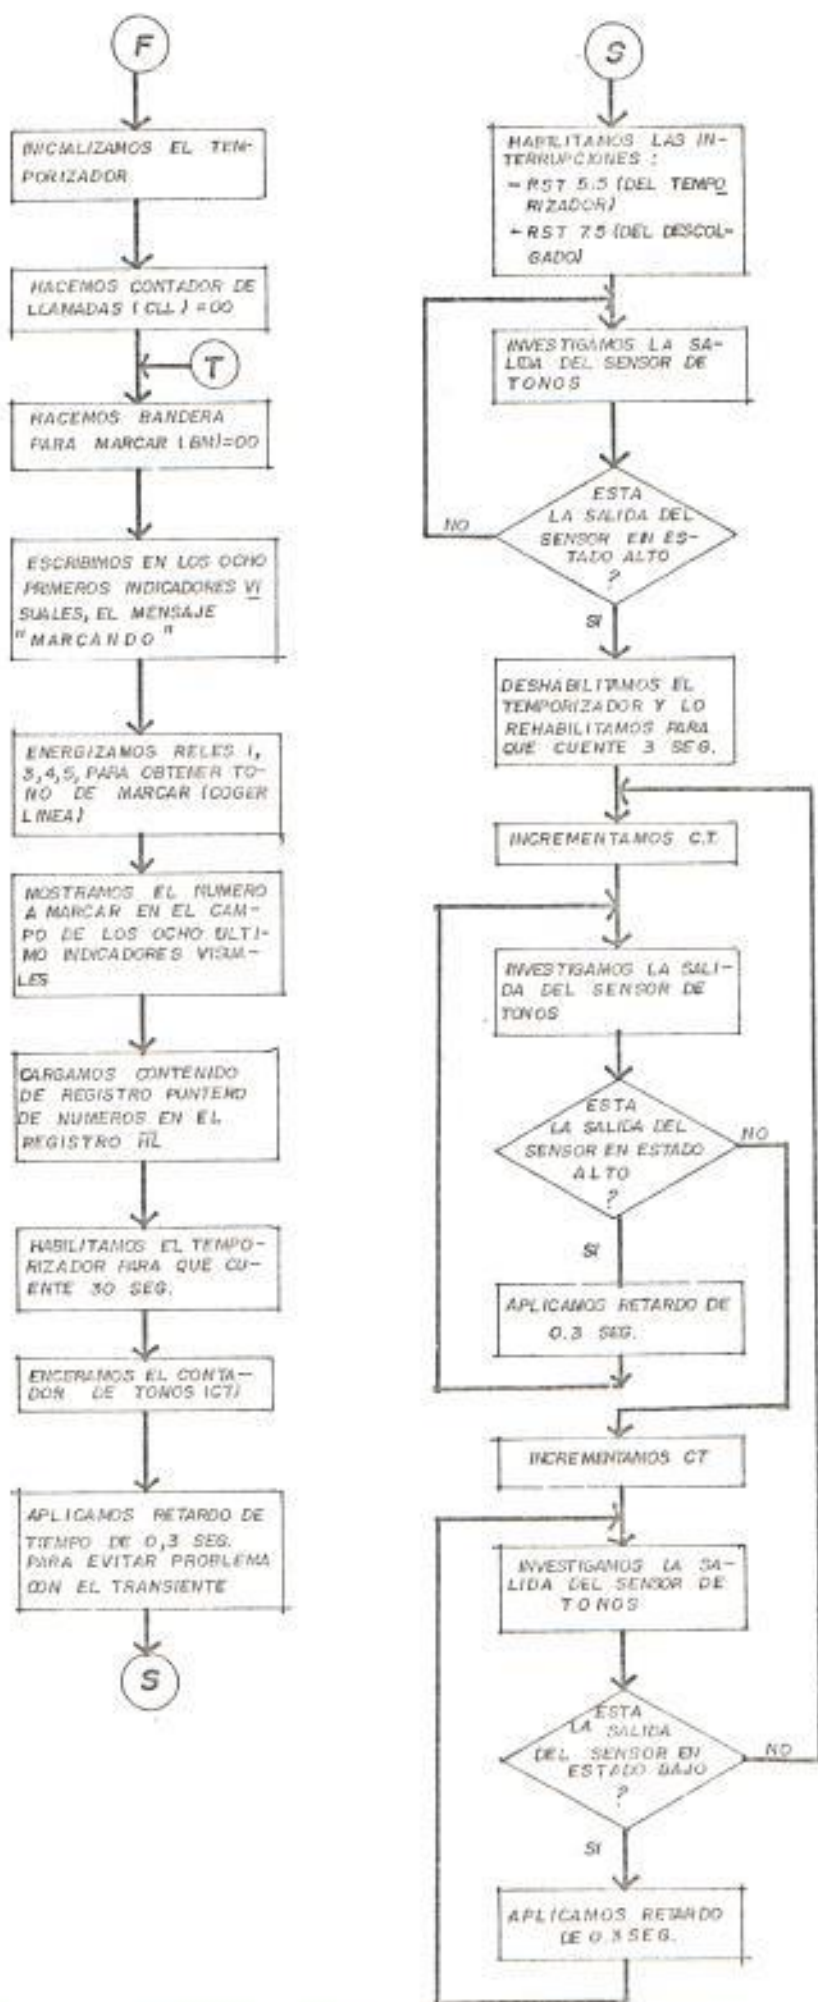 F
INICIALIZAMOS EL TEM-
PORIZADOR
HACEMOS CONTADOR DE
LLAMADAS (CLL) =00
T
HACEMOS BANDERA
PARA MARCAR (BM)=00
ESCRIBIMOS EN LOS OCHO
PRIMEROS INDICADORES VI
SUALES, EL MENSAJE
"MARCANDO"
ENERGIZAMOS RELES 1,
3,4,5, PARA OBTENER TO-
NO DE MARCAR (COGER
LINEA)
MOSTRAMOS EL NUMERO
A MARCAR EN EL CAM-
PO DE LOS OCHO ULTI
MO INDICADORES VISUA-
LES
CARGAMOS CONTENIDO
DE REGISTRO PUNTERO
DE NUMEROS EN EL
REGISTRO HL
HABILITAMOS EL TEMPO-
RIZADOR PARA QUE CU-
ENTE 30 SEG.
ENCERAMOS EL CONTA-
DOR DE TONOS (CT)
APLICAMOS RETARDO DE
TIEMPO DE 0,3 SEG.
PARA EVITAR PROBLEMA
CON EL TRANSIENTE
S
S
HABILITAMOS LAS IN-
TERRUPCIONES :
- RST 5.5 (DEL TEMPO
RIZADOR)
- RST 7.5 (DEL DESCOL-
GADO)
INVESTIGAMOS LA SA-
LIDA DEL SENSOR DE
TONOS
ESTA
LA SALIDA DEL
SENSOR EN ES-
TADO ALTO
?
NO
SI
DESHABILITAMOS EL
TEMPORIZADOR Y LO
REHABILITAMOS PARA
QUE CUENTE 3 SEG.
INCREMENTAMOS C.T.
INVESTIGAMOS LA SALI-
DA DEL SENSOR DE
TONOS
ESTA
LA SALIDA DEL
SENSOR EN ESTADO
ALTO
?
NO
SI
APLICAMOS RETARDO DE
0.3 SEG.
INCREMENTAMOS CT
INVESTIGAMOS LA SA-
LIDA DEL SENSOR DE
TONOS
ESTA
LA SALIDA
DEL SENSOR EN
ESTADO BAJO
?
NO
SI
APLICAMOS RETARDO
DE 0.3 SEG.